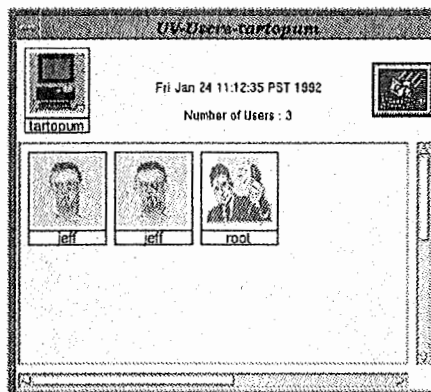 UV-Users-tartopum
Fri Jan 24 11:12:35 PST 1992
Number of Users : 3
tartopum
jeff
jeff
root